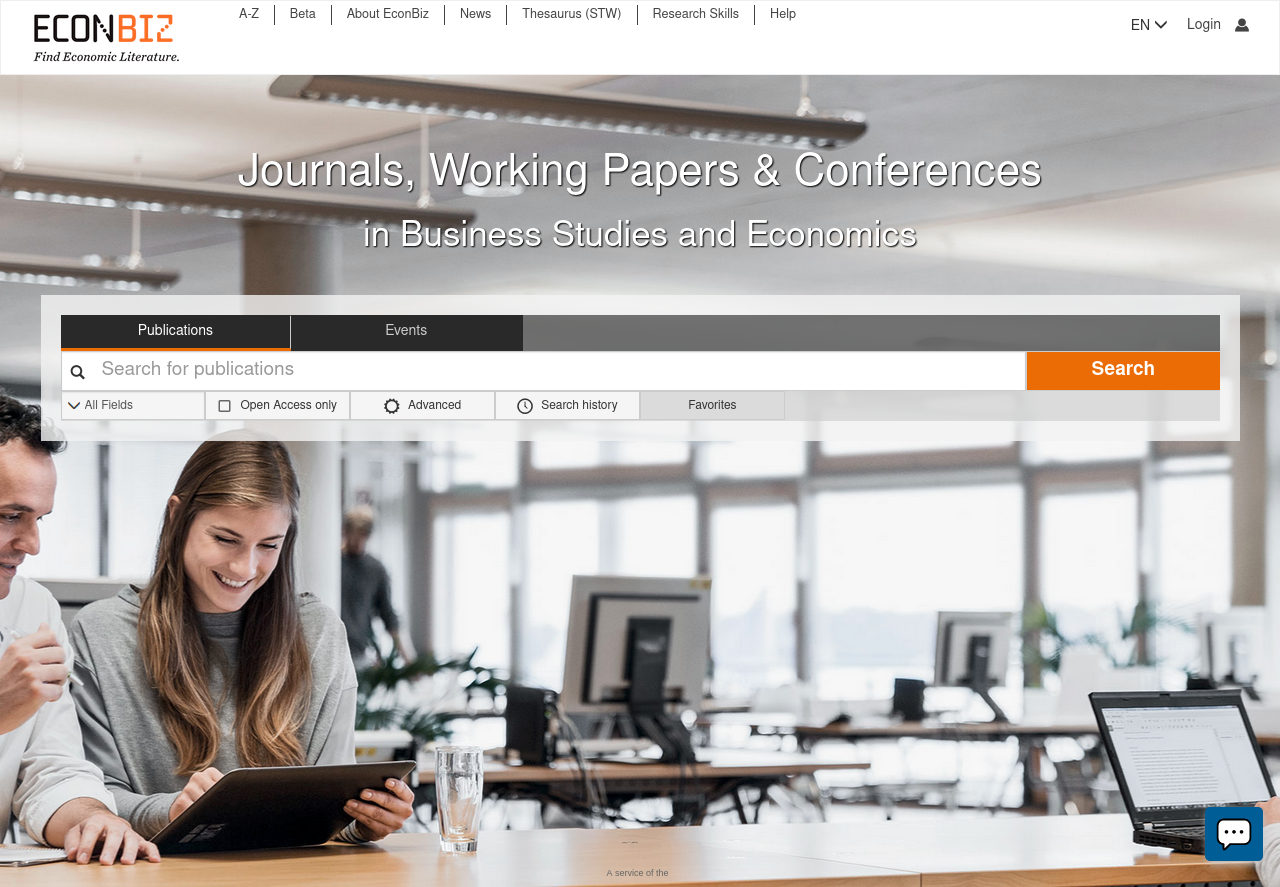 ECONBIZ
Find Economic Literature.
A-Z
Beta
About EconBiz
News
Thesaurus (STW)
Research Skills
Help
EN
Login
Journals, Working Papers & Conferences
in Business Studies and Economics
Publications
Events
Search for publications
Search
All Fields
Open Access only
Advanced
Search history
Favorites
A service of the